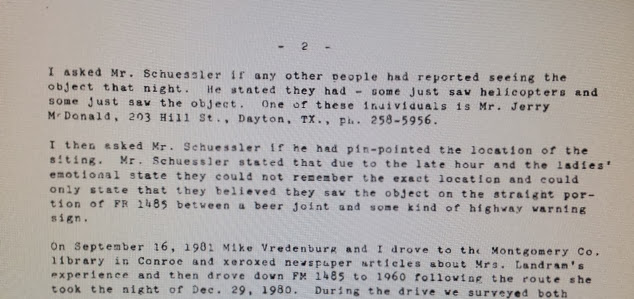 - 2 -
I asked Mr. Schuessler if any other people had reported seeing the
object that night. He stated they had - some just saw helicopters and
some just saw the object. One of these individuals is Mr. Jerry
McDonald, 203 Hill St., Dayton, TX., ph. 258-5956.
I then asked Mr. Schuessler if he had pin-pointed the location of the
siting. Mr. Schuessler stated that due to the late hour and the ladies'
emotional state they could not remember the exact location and could
only state that they believed they saw the object on the straight por-
tion of FR 1485 between a beer joint and some kind of highway warning
sign.
On September 16, 1981 Mike Vredenburg and I drove to the Montgomery Co.
library in Conroe and xeroxed newspaper articles about Mrs. Landrum's
experience and then drove down FM 1485 to 1960 following the route she
took the night of Dec. 29, 1980. During the drive we surveyed both